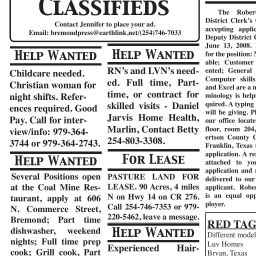 CLASSIFIEDS
Contact Jennifer to place your ad.
Email: bremondpress@earthlink.net/(254)746-7033
HELP WANTED
Childcare needed.
Christian woman for
night shifts. Refer-
ences required. Good
Pay. Call for inter-
view/info: 979-364-
3744 or 979-364-2743.
HELP WANTED
Several Positions open
at the Coal Mine Res-
taurant, apply at 606
N. Commerce Street,
Bremond; Part time
dishwasher, weekend
nights; Full time prep
cook; Grill cook, Part
HELP WANTED
RN's and LVN's need-
ed. Full time, Part-
time, or contract for
skilled visits - Daniel
Jarvis Home Health,
Marlin, Contact Betty
254-803-3308.
FOR LEASE
PASTURE LAND FOR
LEASE. 90 Acres, 4 miles
N on Hwy 14 on CR 276.
Call 254-746-7353 or 979-
220-5462, leave a message.
HELP WANTED
Experienced Hair-
The Rober
District Clerk's O
accepting applicat
Deputy District C
June 13, 2008.
for the position: M
able; Customer
ented; General
Computer skills
and Excel are a m
minology is help
quired. A typing
will be giving. Pl
our office locate
floor, room 204,
ertson County C
Franklin, Texas t
application. A re
attached to you
application and
delivered to our
applicant. Rober
is an equal opp
ployer.
RED TAG
Different model
Luv Homes
Bryan, Texas